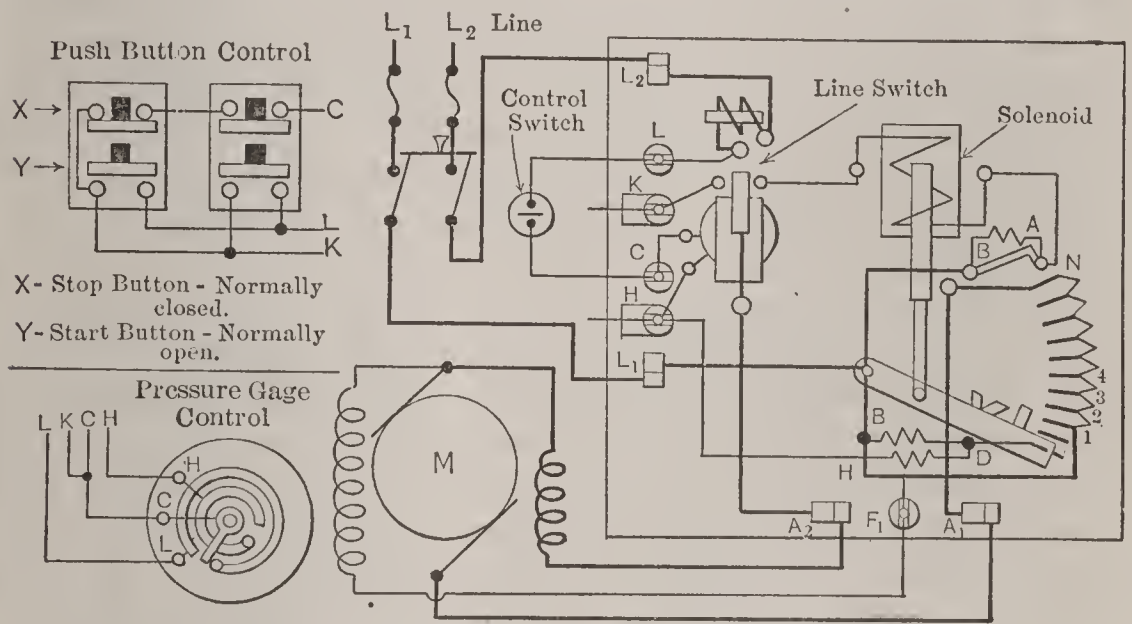 L1 L2 Line
Push Button Control
X
C
Y
L
K
X - Stop Button - Normally
closed.
Y - Start Button - Normally
open.
Pressure Gage
Control
L K C H
H
C
L
Control
Switch
L2
Line Switch
Solenoid
L
K
C
H
L1
A
B
N
4
3
2
1
B
D
H
M
A2
F1
A1